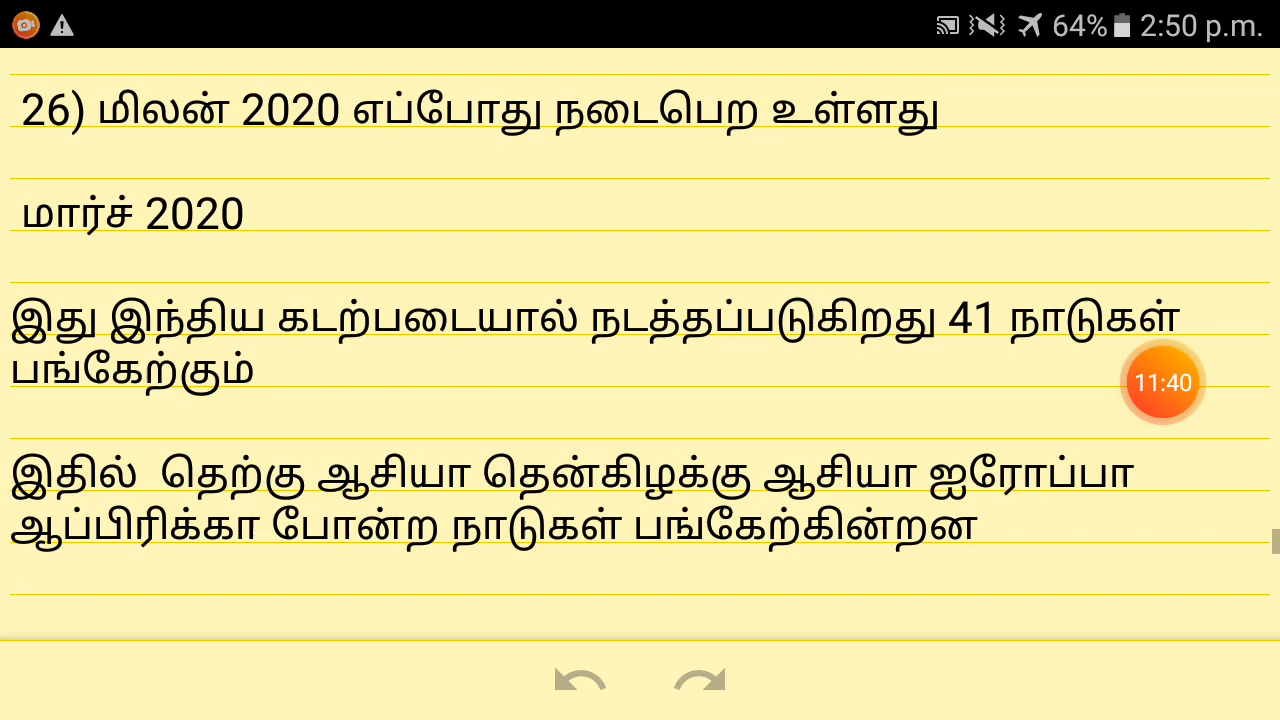 64% 2:50 p.m.
26) மிலன் 2020 எப்போது நடைபெற உள்ளது
மார்ச் 2020
இது இந்திய கடற்படையால் நடத்தப்படுகிறது 41 நாடுகள்
பங்கேற்கும்
11:40
இதில் தெற்கு ஆசியா தென்கிழக்கு ஆசியா ஐரோப்பா
ஆப்பிரிக்கா போன்ற நாடுகள் பங்கேற்கின்றன